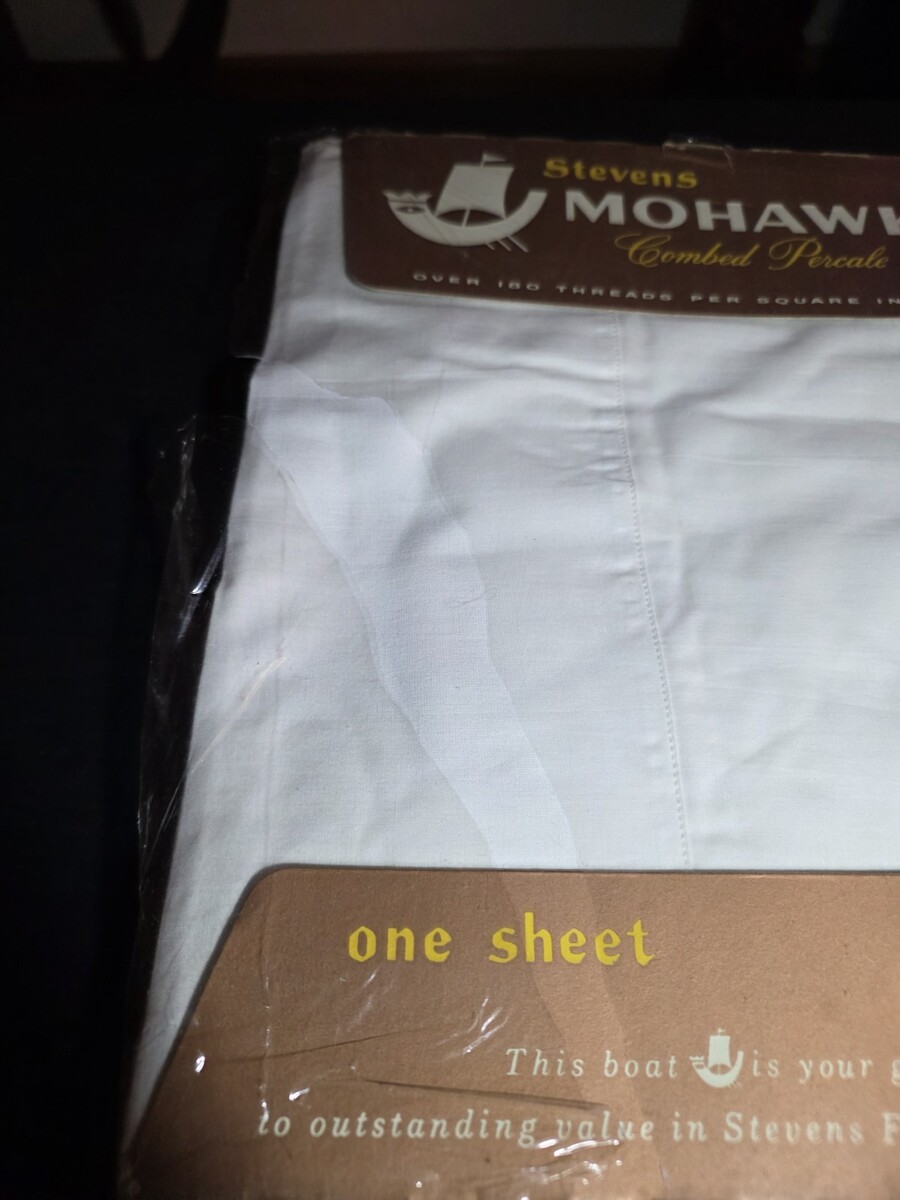 Stevens
MOHAWK
Combed Percale
OVER 180 THREADS PER SQUARE IN
one sheet
This boat is your g
to outstanding value in Stevens F